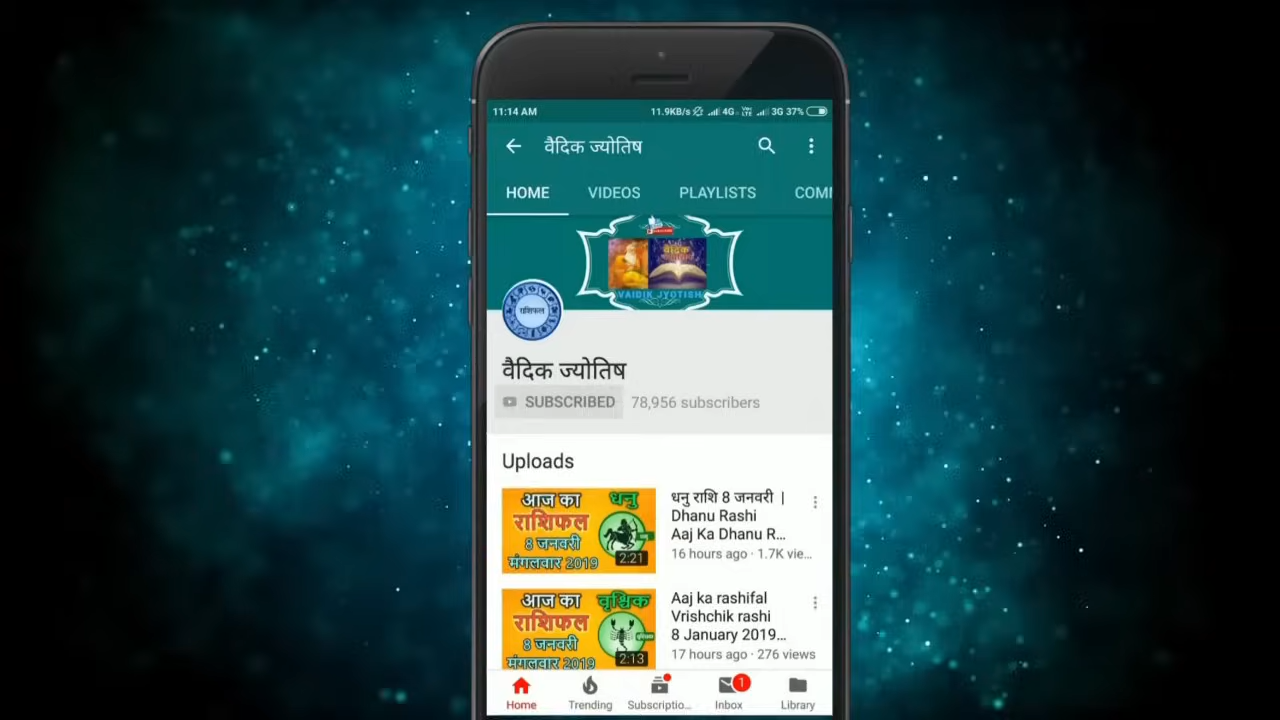 11:14 AM
11.9KB/s 4G VoLTE 3G 37%
वैदिक ज्योतिष
HOME VIDEOS PLAYLISTS COMM
वैदिक
VAIDIK JYOTISH
राशिफल
वैदिक ज्योतिष
SUBSCRIBED 78,956 subscribers
Uploads
आज का धनु
राशिफल
8 जनवरी
मंगलवार 2019
2:21
धनु राशि 8 जनवरी |
Dhanu Rashi
Aaj Ka Dhanu R...
16 hours ago · 1.7K vie...
आज का वृश्चिक
राशिफल
8 जनवरी
मंगलवार 2019
2:13
Aaj ka rashifal
Vrishchik rashi
8 January 2019...
17 hours ago · 276 views
1
Home Trending Subscriptio... Inbox Library